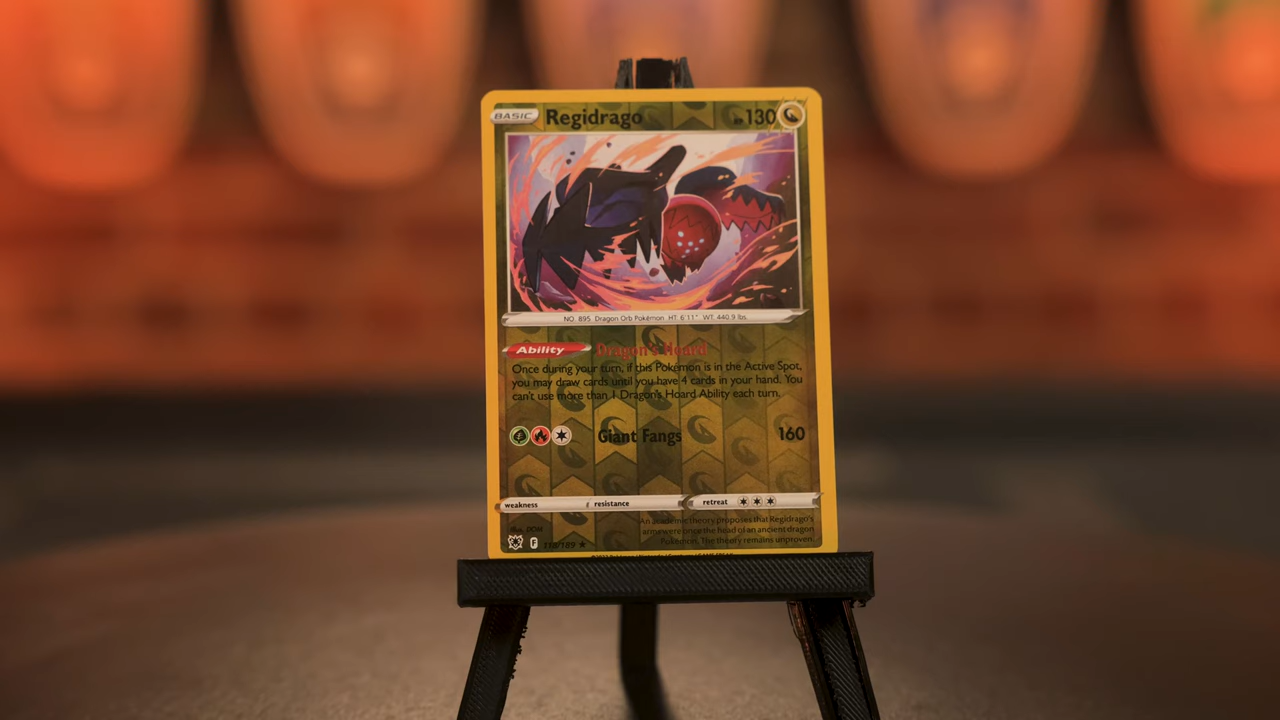 BASIC Regidrago HP 130
NO. 895 Dragon Orb Pokémon HT: 6'11" WT: 440.9 lbs.
Ability Dragon's Hoard
Once during your turn, if this Pokémon is in the Active Spot,
you may draw cards until you have 4 cards in your hand. You
can't use more than 1 Dragon's Hoard Ability each turn.
Giant Fangs 160
weakness resistance retreat
An academic theory proposes that Regidrago's
arms were once the head of an ancient dragon
Pokémon. The theory remains unproven.
F 118/189